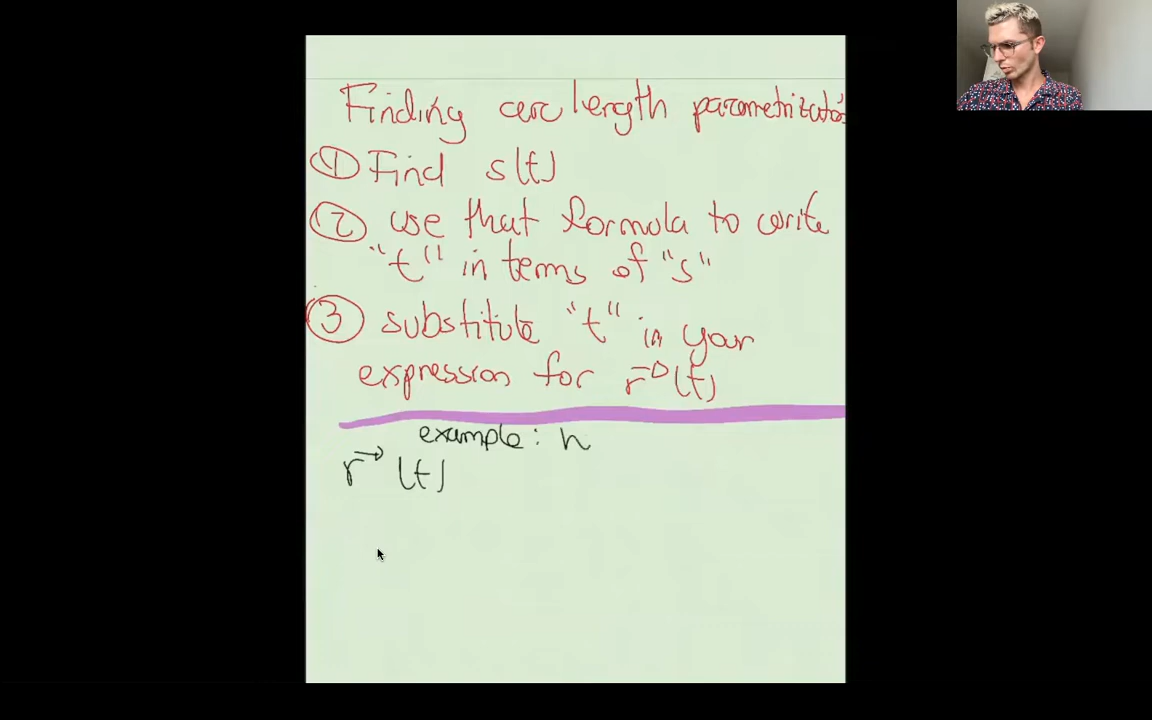 Finding arc length parametrizatio
① Find s(t)
② use that formula to write
"t" in terms of "s"
③ substitute "t" in your
expression for r→(t)
example: h
r→(t)